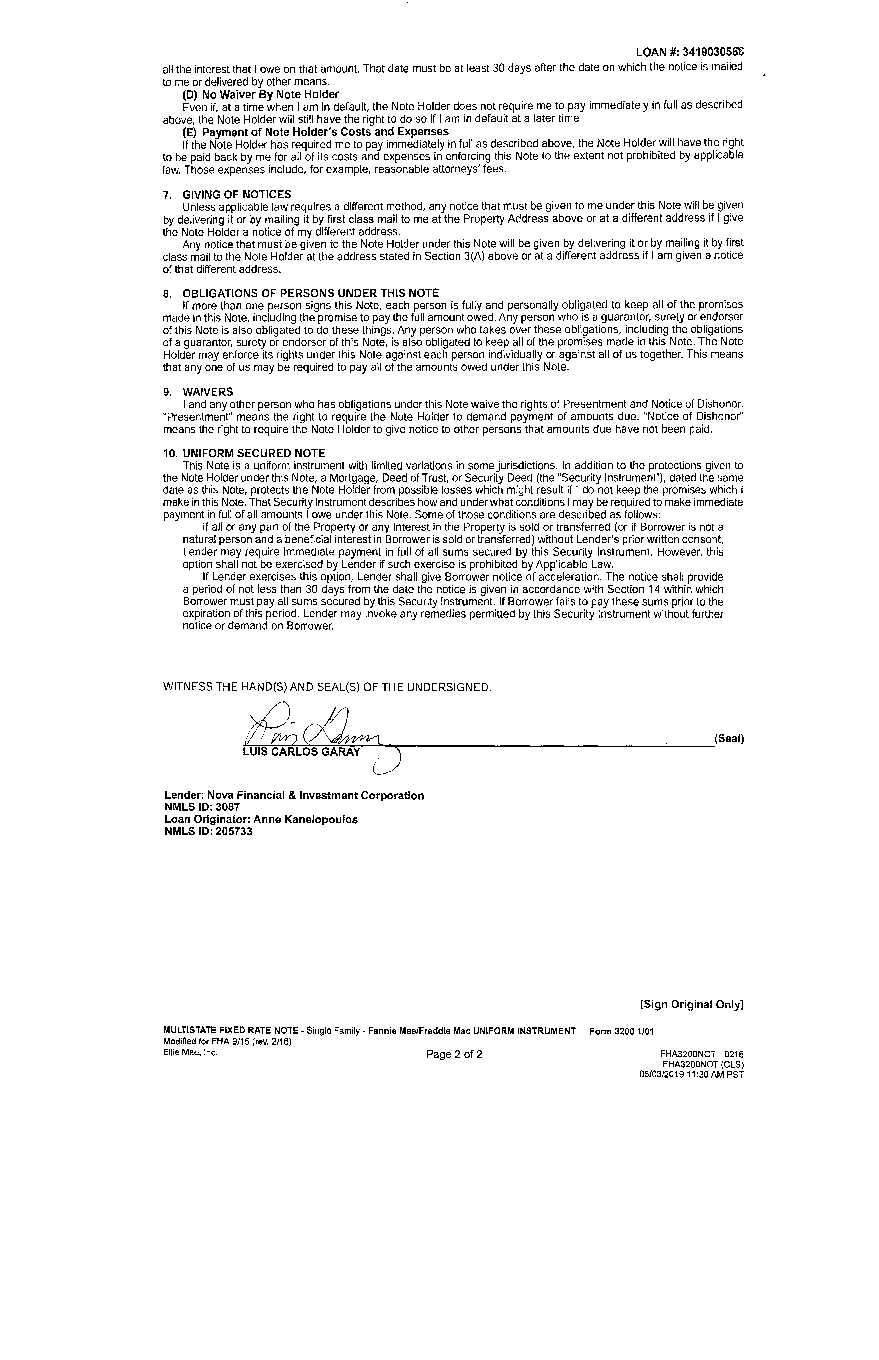 LOAN #: 3419030568
all the interest that I owe on that amount. That date must be at least 30 days after the date on which the notice is mailed
to me or delivered by other means.
(D) No Waiver By Note Holder
Even if, at a time when I am in default, the Note Holder does not require me to pay immediately in full as described
above, the Note Holder will still have the right to do so if I am in default at a later time.
(E) Payment of Note Holder's Costs and Expenses
If the Note Holder has required me to pay immediately in full as described above, the Note Holder will have the right
to be paid back by me for all of its costs and expenses in enforcing this Note to the extent not prohibited by applicable
law. Those expenses include, for example, reasonable attorneys' fees.
7. GIVING OF NOTICES
Unless applicable law requires a different method, any notice that must be given to me under this Note will be given
by delivering it or by mailing it by first class mail to me at the Property Address above or at a different address if I give
the Note Holder a notice of my different address.
Any notice that must be given to the Note Holder under this Note will be given by delivering it or by mailing it by first
class mail to the Note Holder at the address stated in Section 3(A) above or at a different address if I am given a notice
of that different address.
8. OBLIGATIONS OF PERSONS UNDER THIS NOTE
If more than one person signs this Note, each person is fully and personally obligated to keep all of the promises
made in this Note, including the promise to pay the full amount owed. Any person who is a guarantor, surety or endorser
of this Note is also obligated to do these things. Any person who takes over these obligations, including the obligations
of a guarantor, surety or endorser of this Note, is also obligated to keep all of the promises made in this Note. The Note
Holder may enforce its rights under this Note against each person individually or against all of us together. This means
that any one of us may be required to pay all of the amounts owed under this Note.
9. WAIVERS
I and any other person who has obligations under this Note waive the rights of Presentment and Notice of Dishonor.
"Presentment" means the right to require the Note Holder to demand payment of amounts due. "Notice of Dishonor"
means the right to require the Note Holder to give notice to other persons that amounts due have not been paid.
10. UNIFORM SECURED NOTE
This Note is a uniform instrument with limited variations in some jurisdictions. In addition to the protections given to
the Note Holder under this Note, a Mortgage, Deed of Trust, or Security Deed (the "Security Instrument"), dated the same
date as this Note, protects the Note Holder from possible losses which might result if I do not keep the promises which I
make in this Note. That Security Instrument describes how and under what conditions I may be required to make immediate
payment in full of all amounts I owe under this Note. Some of those conditions are described as follows:
If all or any part of the Property or any Interest in the Property is sold or transferred (or if Borrower is not a
natural person and a beneficial interest in Borrower is sold or transferred) without Lender's prior written consent,
Lender may require immediate payment in full of all sums secured by this Security Instrument. However, this
option shall not be exercised by Lender if such exercise is prohibited by Applicable Law.
If Lender exercises this option, Lender shall give Borrower notice of acceleration. The notice shall provide
a period of not less than 30 days from the date the notice is given in accordance with Section 14 within which
Borrower must pay all sums secured by this Security Instrument. If Borrower fails to pay these sums prior to the
expiration of this period, Lender may invoke any remedies permitted by this Security Instrument without further
notice or demand on Borrower.
WITNESS THE HAND(S) AND SEAL(S) OF THE UNDERSIGNED.
(Seal)
LUIS CARLOS GARAY
Lender: Nova Financial & Investment Corporation
NMLS ID: 3087
Loan Originator: Anne Kanelopoulos
NMLS ID: 205733
[Sign Original Only]
MULTISTATE FIXED RATE NOTE - Single Family - Fannie Mae/Freddie Mac UNIFORM INSTRUMENT Form 3200 1/01
Modified for FHA 9/15 (rev. 2/16)
Ellie Mae, Inc. Page 2 of 2 FHA3200NOT 0216
FHA3200NOT (CLS)
05/03/2019 11:30 AM PST